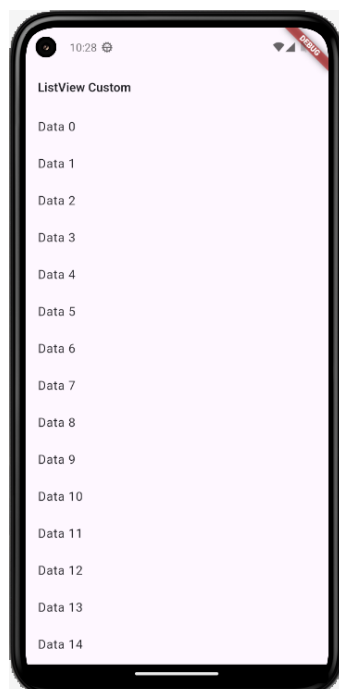 10:28
DEBUG
ListView Custom
Data 0
Data 1
Data 2
Data 3
Data 4
Data 5
Data 6
Data 7
Data 8
Data 9
Data 10
Data 11
Data 12
Data 13
Data 14